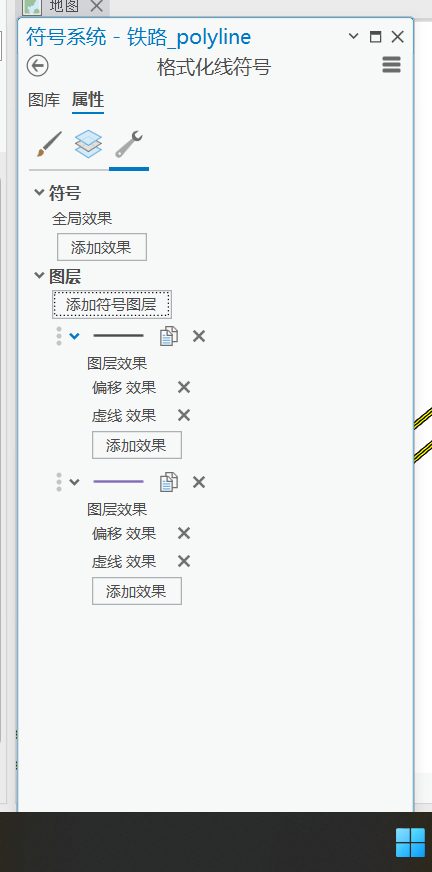 地图
符号系统 - 铁路_polyline
格式化线符号
图库 属性
符号
全局效果
添加效果
图层
添加符号图层
图层效果
偏移 效果
虚线 效果
添加效果
图层效果
偏移 效果
虚线 效果
添加效果